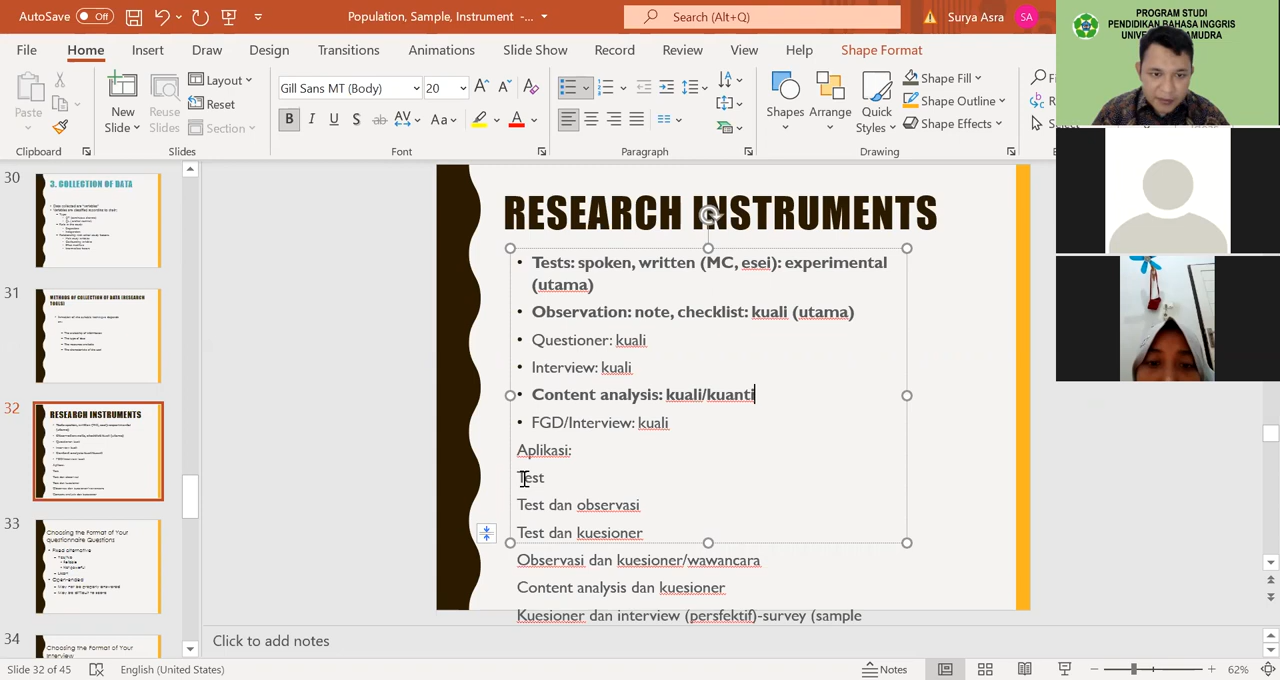 AutoSave Off Population, Sample, Instrument -... Search (Alt+Q) Surya Asra SA
PROGRAM STUDI
PENDIDIKAN BAHASA INGGRIS
File Home Insert Draw Design Transitions Animations Slide Show Record Review View Help Shape Format
Paste New Slide Reuse Slides Layout Reset Section
Gill Sans MT (Body) 20
Shapes Arrange Quick Styles Shape Fill Shape Outline Shape Effects
Clipboard Slides Font Paragraph Drawing
30
3. COLLECTION OF DATA
31
METHODS OF COLLECTION OF DATA (RESEARCH TOOLS)
32
RESEARCH INSTRUMENTS
33
Choosing the Format of Your
questionnaire Questions
34
Choosing the Format of Your
Interview
RESEARCH INSTRUMENTS
• Tests: spoken, written (MC, esei): experimental
(utama)
• Observation: note, checklist: kuali (utama)
• Questioner: kuali
• Interview: kuali
• Content analysis: kuali/kuanti
• FGD/Interview: kuali
Aplikasi:
Test
Test dan observasi
Test dan kuesioner
Observasi dan kuesioner/wawancara
Content analysis dan kuesioner
Kuesioner dan interview (persfektif)-survey (sample
Click to add notes
Slide 32 of 45 English (United States) Notes 62%